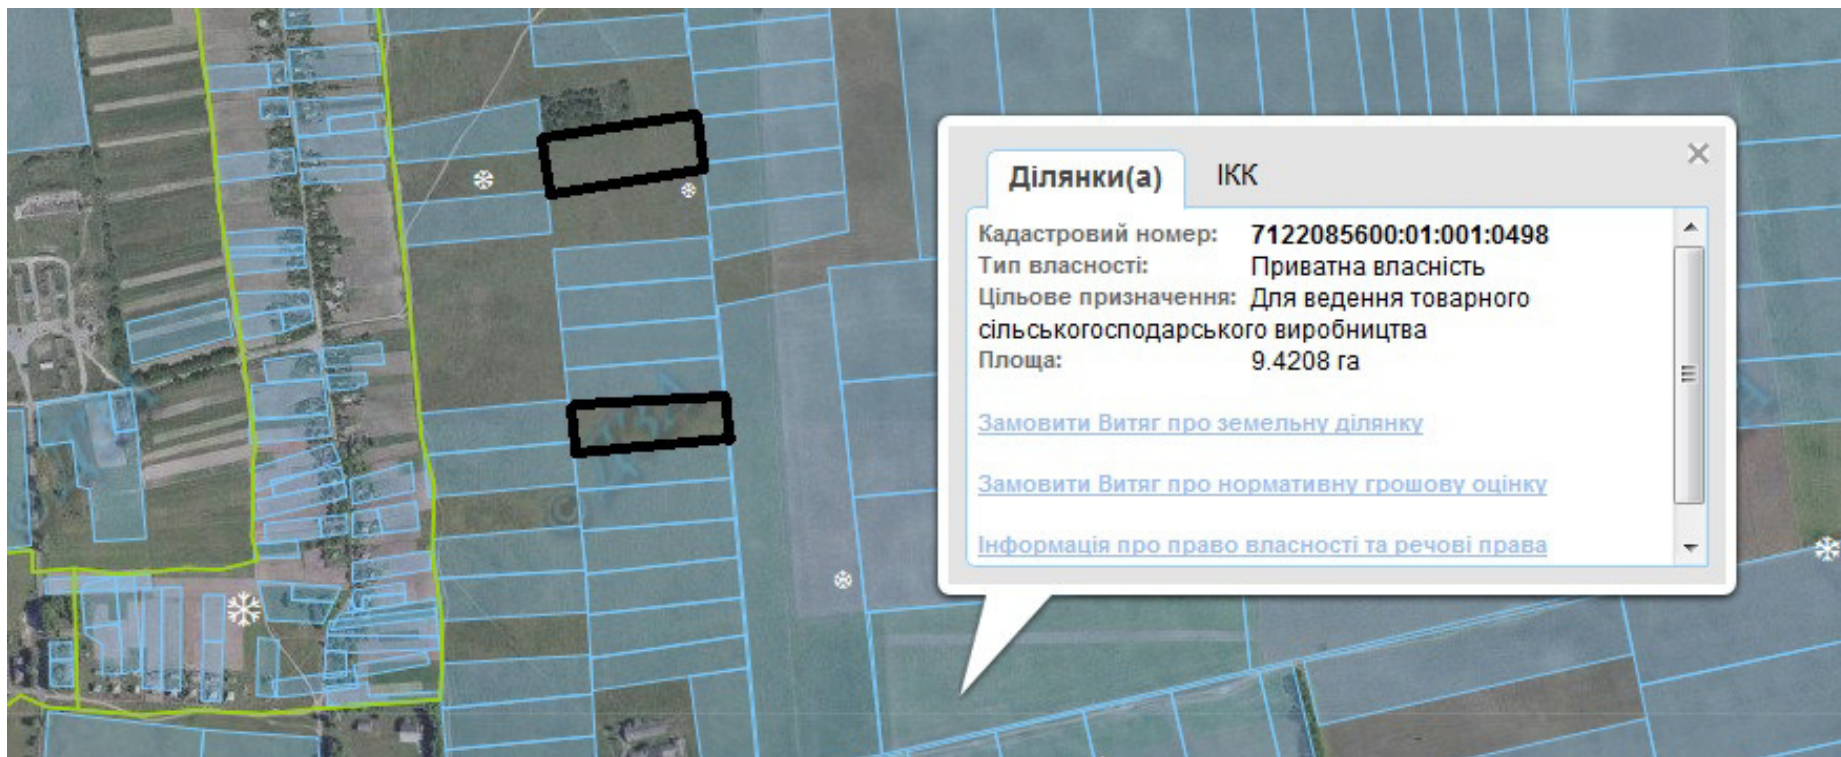 Ділянки(а)
ІКК
Кадастровий номер: 7122085600:01:001:0498
Тип власності: Приватна власність
Цільове призначення: Для ведення товарного
сільськогосподарського виробництва
Площа: 9.4208 га
Замовити Витяг про земельну ділянку
Замовити Витяг про нормативну грошову оцінку
Інформація про право власності та речові права